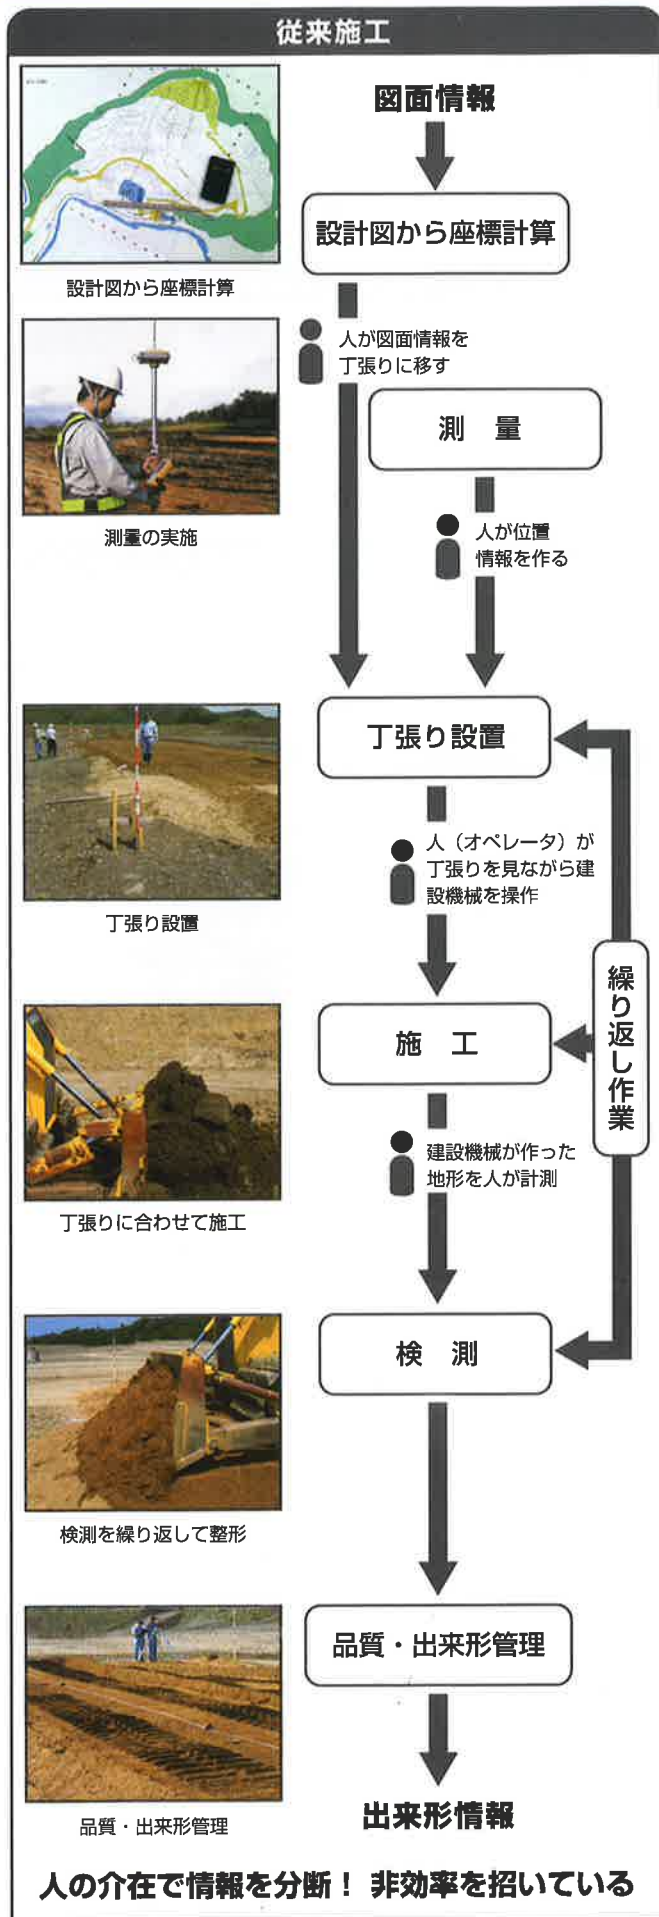 従来施工
図面情報
設計図から座標計算
設計図から座標計算
人が図面情報を
丁張りに移す
測　量
測量の実施
人が位置
情報を作る
丁張り設置
丁張り設置
人（オペレータ）が
丁張りを見ながら建
設機械を操作
繰り返し作業
施　工
丁張りに合わせて施工
建設機械が作った
地形を人が計測
検　測
検測を繰り返して整形
品質・出来形管理
品質・出来形管理
出来形情報
人の介在で情報を分断！ 非効率を招いている